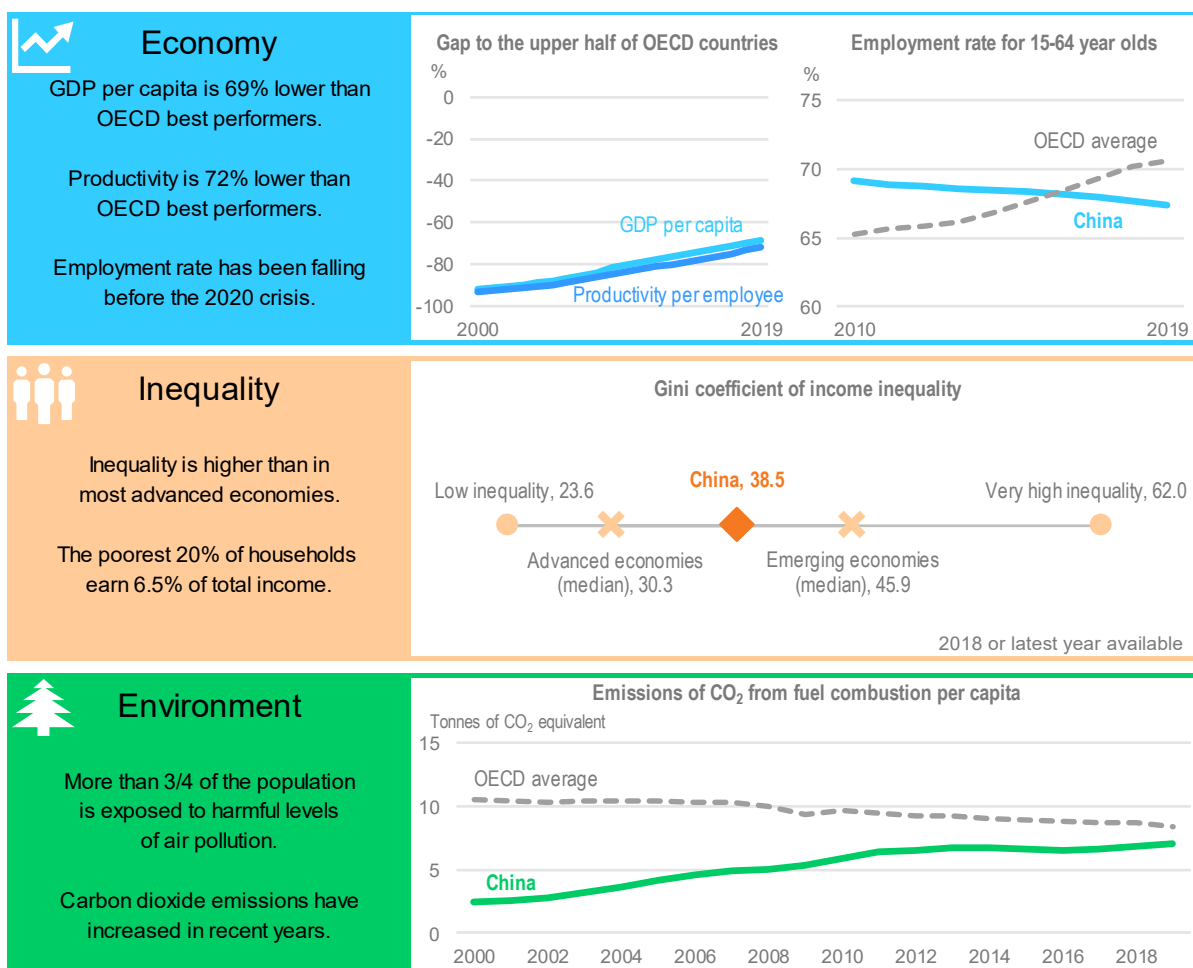 Economy
GDP per capita is 69% lower than
OECD best performers.
Productivity is 72% lower than
OECD best performers.
Employment rate has been falling
before the 2020 crisis.
Gap to the upper half of OECD countries
%
0
-20
-40
-60
-80
-100
GDP per capita
Productivity per employee
2000
2019
Employment rate for 15-64 year olds
%
75
70
65
60
OECD average
China
2010
2019
Inequality
Inequality is higher than in
most advanced economies.
The poorest 20% of households
earn 6.5% of total income.
Gini coefficient of income inequality
Low inequality, 23.6
China, 38.5
Very high inequality, 62.0
Advanced economies
(median), 30.3
Emerging economies
(median), 45.9
2018 or latest year available
Environment
More than 3/4 of the population
is exposed to harmful levels
of air pollution.
Carbon dioxide emissions have
increased in recent years.
Emissions of CO₂ from fuel combustion per capita
Tonnes of CO₂ equivalent
15
10
5
0
OECD average
China
2000 2002 2004 2006 2008 2010 2012 2014 2016 2018